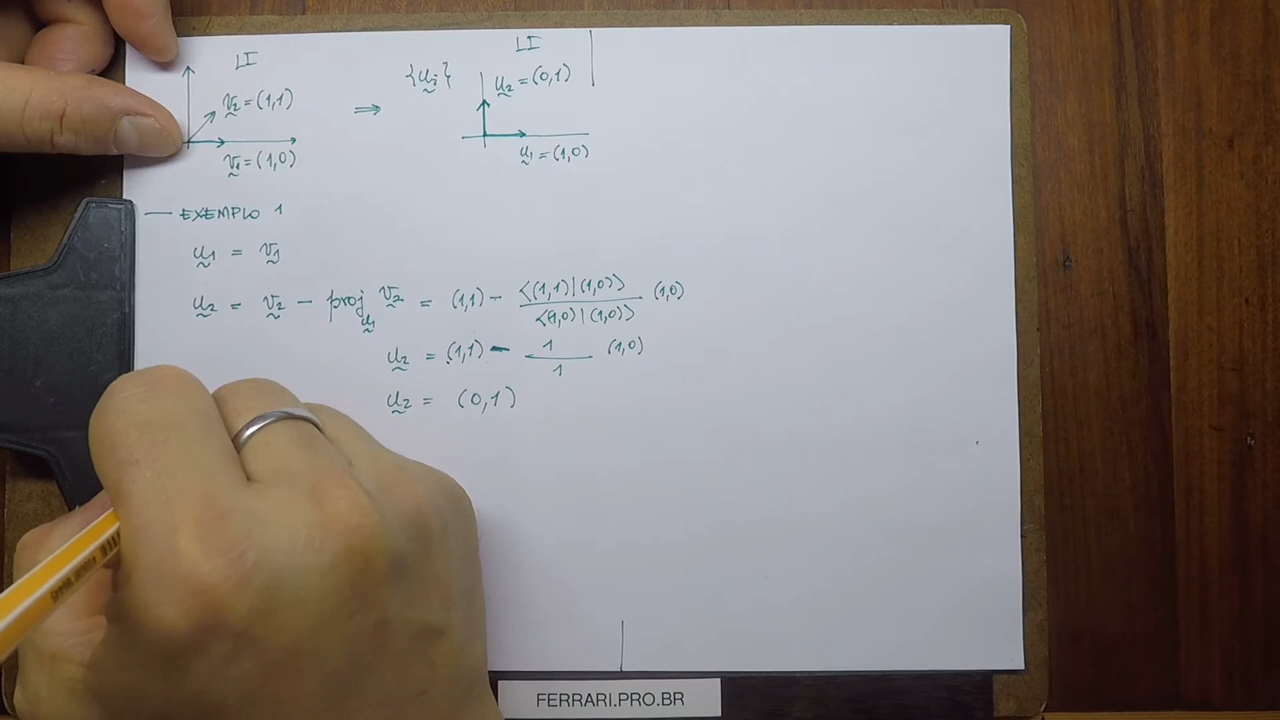 LI
v2 = (1,1)
v1 = (1,0)
⇒
{ui}
LI
u2 = (0,1)
u1 = (1,0)
— EXEMPLO 1
u1 = v1
u2 = v2 − proj u1 v2 = (1,1) − <(1,1)|(1,0)> / <(1,0)|(1,0)> (1,0)
u2 = (1,1) − 1/1 (1,0)
u2 = (0,1)
FERRARI.PRO.BR